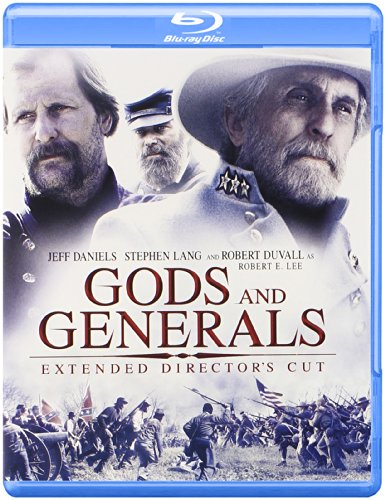 Blu-ray Disc
JEFF DANIELS STEPHEN LANG AND ROBERT DUVALL AS
ROBERT E. LEE
GODS AND
GENERALS
EXTENDED DIRECTOR'S CUT